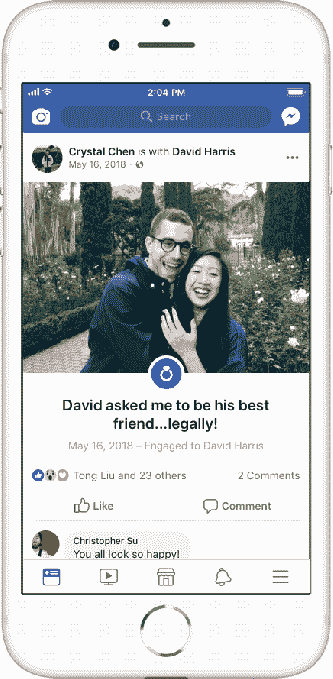 2:04 PM
Search
Crystal Chen is with David Harris
May 16, 2018 ·
David asked me to be his best
friend...legally!
May 16, 2018 – Engaged to David Harris
Tong Liu and 23 others 2 Comments
Like Comment
Christopher Su
You all look so happy!